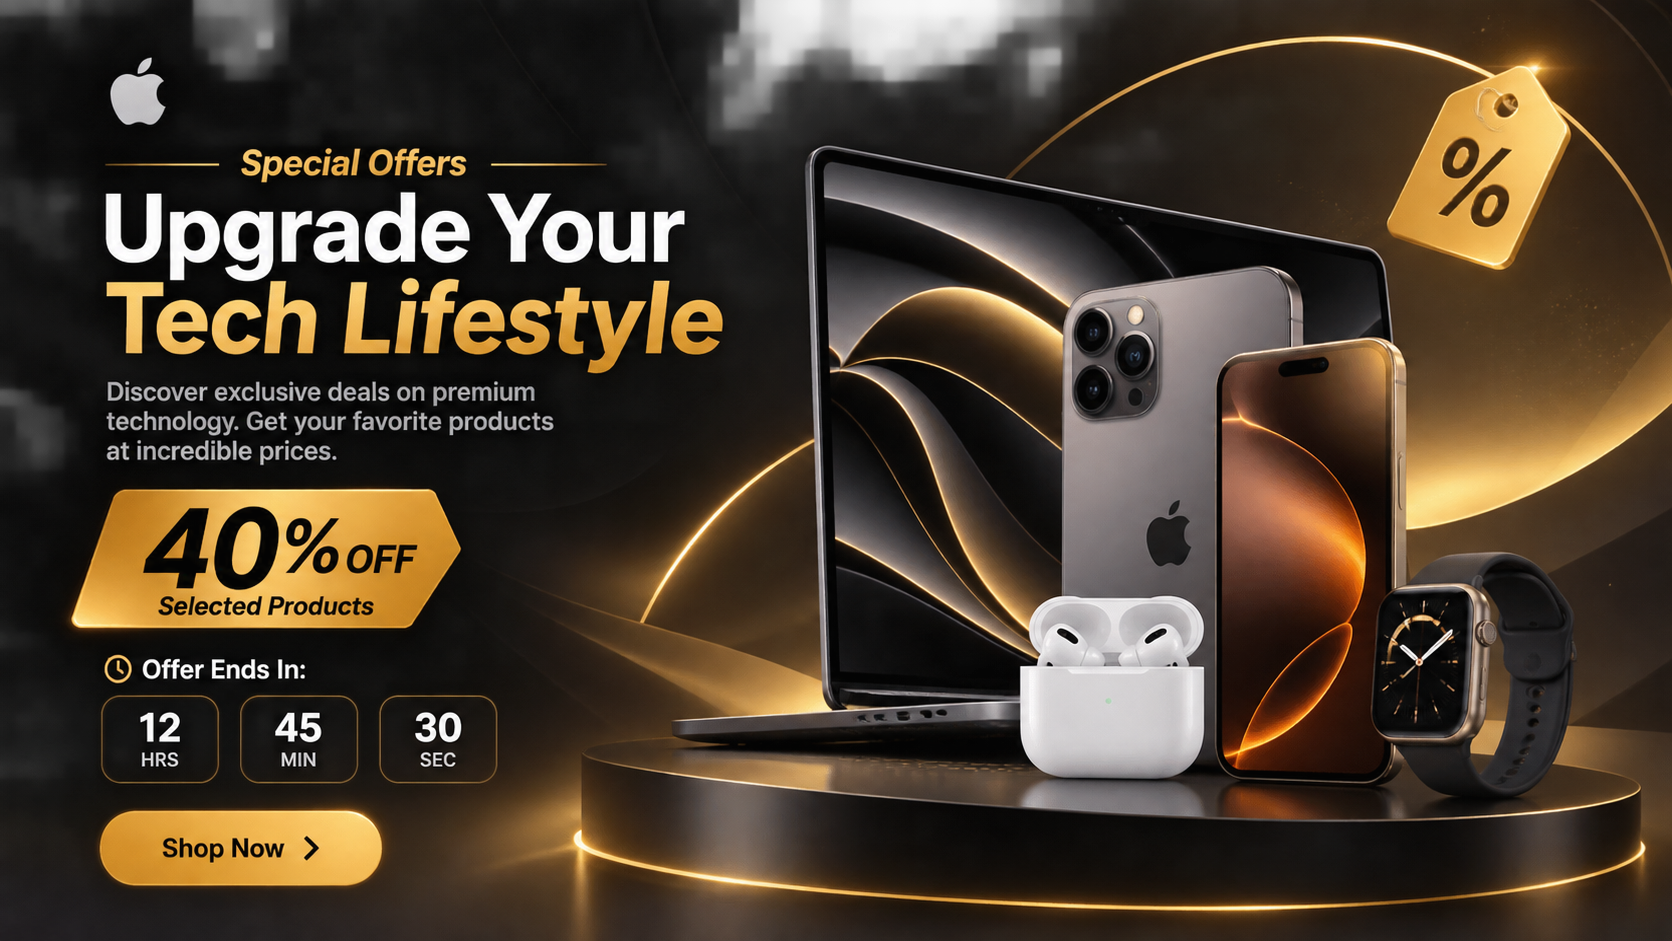 Special Offers
Upgrade Your
Tech Lifestyle
Discover exclusive deals on premium
technology. Get your favorite products
at incredible prices.
40% OFF
Selected Products
Offer Ends In:
12 45 30
HRS MIN SEC
Shop Now
%